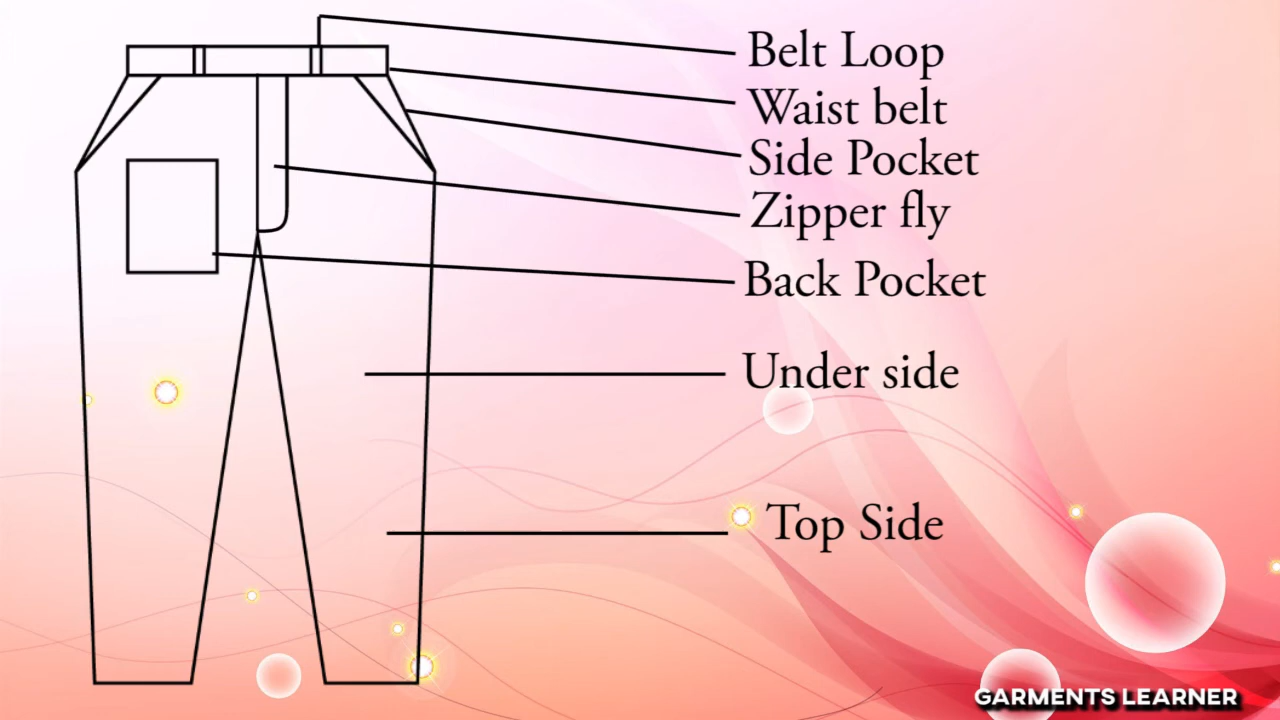 Belt Loop
Waist belt
Side Pocket
Zipper fly
Back Pocket
Under side
Top Side
GARMENTS LEARNER